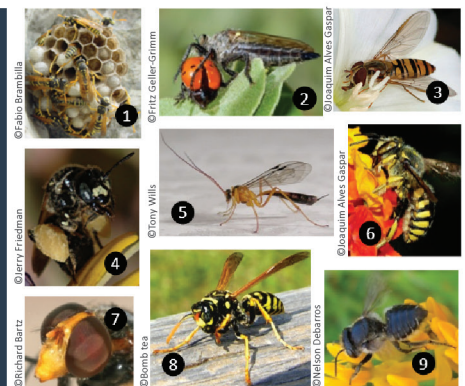 ©Fabio Brambilla
1
©Fritz Geller-Grimm
2
©Joaquim Alves Gaspar
3
©Jerry Friedman
4
©Tony Wills
5
©Joaquim Alves Gaspar
6
©Richard Bartz
7
©Bomb tea
8
©Nelson Debarros
9